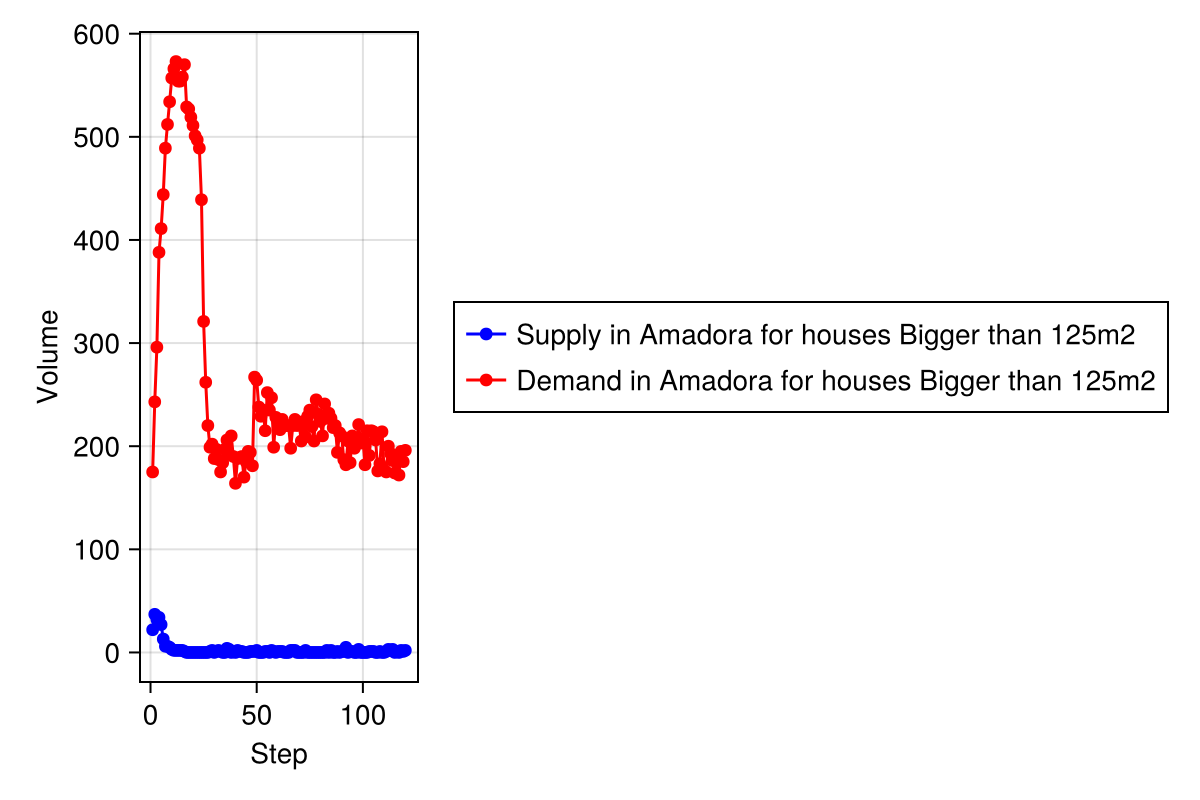 600
500
400
300
200
100
0
Volume
0 50 100
Step
Supply in Amadora for houses Bigger than 125m2
Demand in Amadora for houses Bigger than 125m2